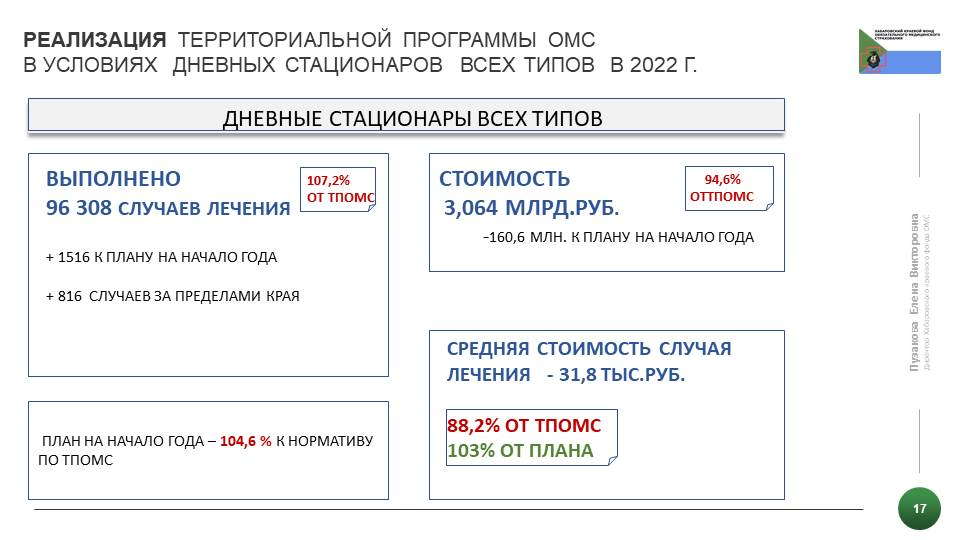 РЕАЛИЗАЦИЯ ТЕРРИТОРИАЛЬНОЙ ПРОГРАММЫ ОМС
В УСЛОВИЯХ ДНЕВНЫХ СТАЦИОНАРОВ ВСЕХ ТИПОВ В 2022 Г.
ХАБАРОВСКИЙ КРАЕВОЙ ФОНД
ОБЯЗАТЕЛЬНОГО МЕДИЦИНСКОГО
СТРАХОВАНИЯ
ДНЕВНЫЕ СТАЦИОНАРЫ ВСЕХ ТИПОВ
ВЫПОЛНЕНО
96 308 СЛУЧАЕВ ЛЕЧЕНИЯ
107,2%
ОТ ТПОМС
+ 1516 К ПЛАНУ НА НАЧАЛО ГОДА
+ 816 СЛУЧАЕВ ЗА ПРЕДЕЛАМИ КРАЯ
ПЛАН НА НАЧАЛО ГОДА – 104,6 % К НОРМАТИВУ
ПО ТПОМС
СТОИМОСТЬ
3,064 МЛРД.РУБ.
94,6%
ОТТПОМС
-160,6 МЛН. К ПЛАНУ НА НАЧАЛО ГОДА
СРЕДНЯЯ СТОИМОСТЬ СЛУЧАЯ
ЛЕЧЕНИЯ - 31,8 ТЫС.РУБ.
88,2% ОТ ТПОМС
103% ОТ ПЛАНА
Пузакова Елена Викторовна
Директор Хабаровского краевого фонда ОМС
17